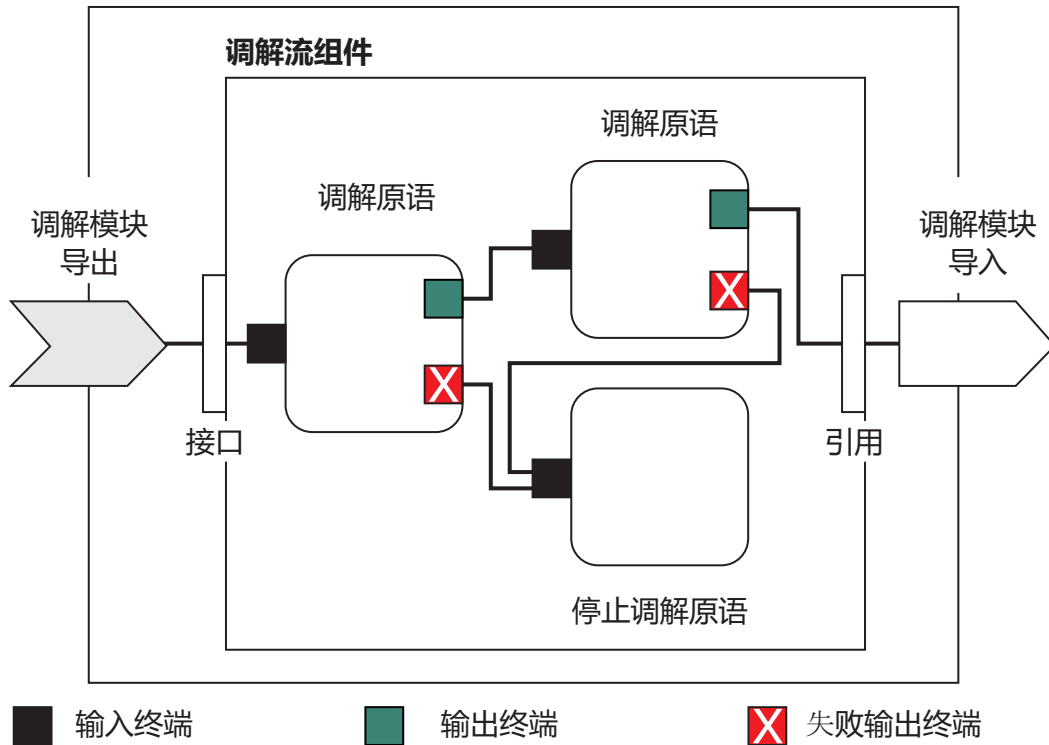 调解流组件
调解原语
调解原语
调解模块
导出
调解模块
导入
接口
引用
停止调解原语
输入终端
输出终端
X 失败输出终端
X
X